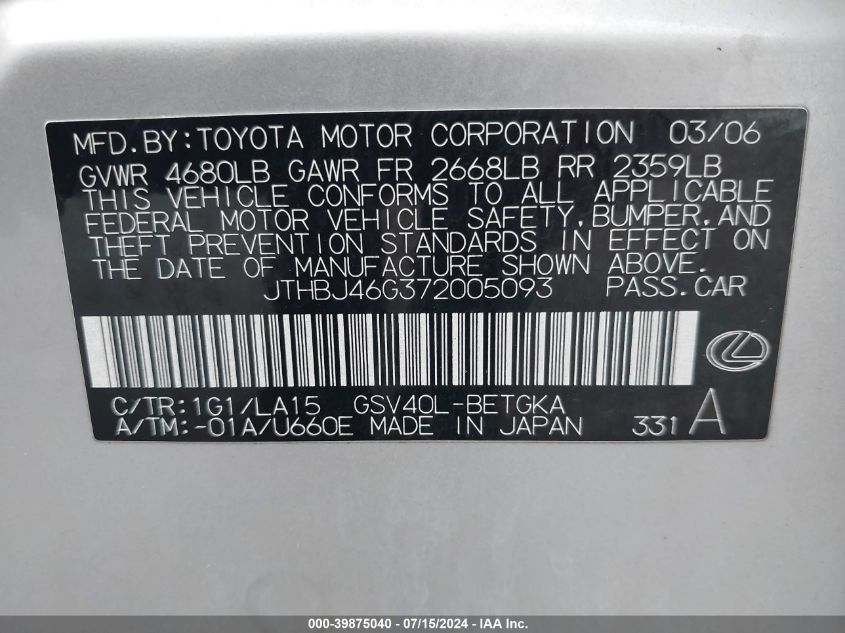 MFD. BY: TOYOTA MOTOR CORPORATION 03/06
GVWR 4680LB GAWR FR 2668LB RR 2359LB
THIS VEHICLE CONFORMS TO ALL APPLICABLE
FEDERAL MOTOR VEHICLE SAFETY, BUMPER, AND
THEFT PREVENTION STANDARDS IN EFFECT ON
THE DATE OF MANUFACTURE SHOWN ABOVE.
JTHBJ46G372005093 PASS. CAR
C/TR: 1G1/LA15 GSV40L-BETGKA
A/TM: -01A/U660E MADE IN JAPAN 331 A
000-39875040 - 07/15/2024 - IAA Inc.